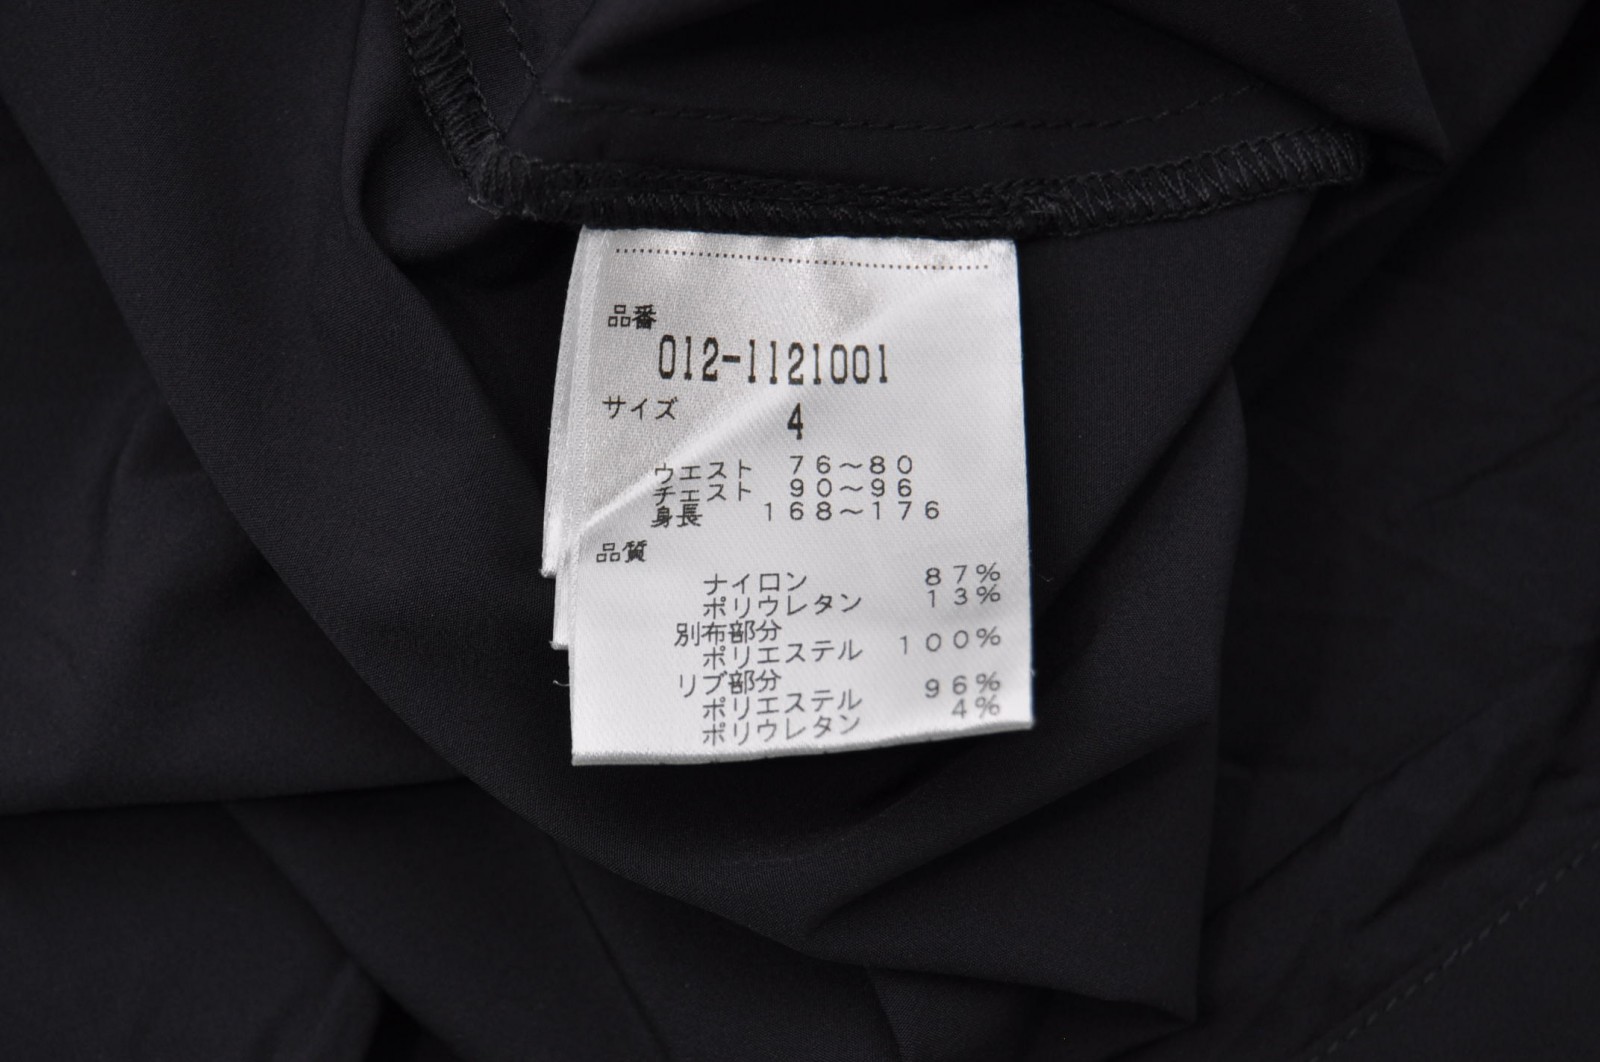 品番
012-1121001
サイズ
4
ウエスト 76～80
チェスト 90～96
身長 168～176
品質
ナイロン 87%
ポリウレタン 13%
別布部分
ポリエステル 100%
リブ部分
ポリエステル 96%
ポリウレタン 4%